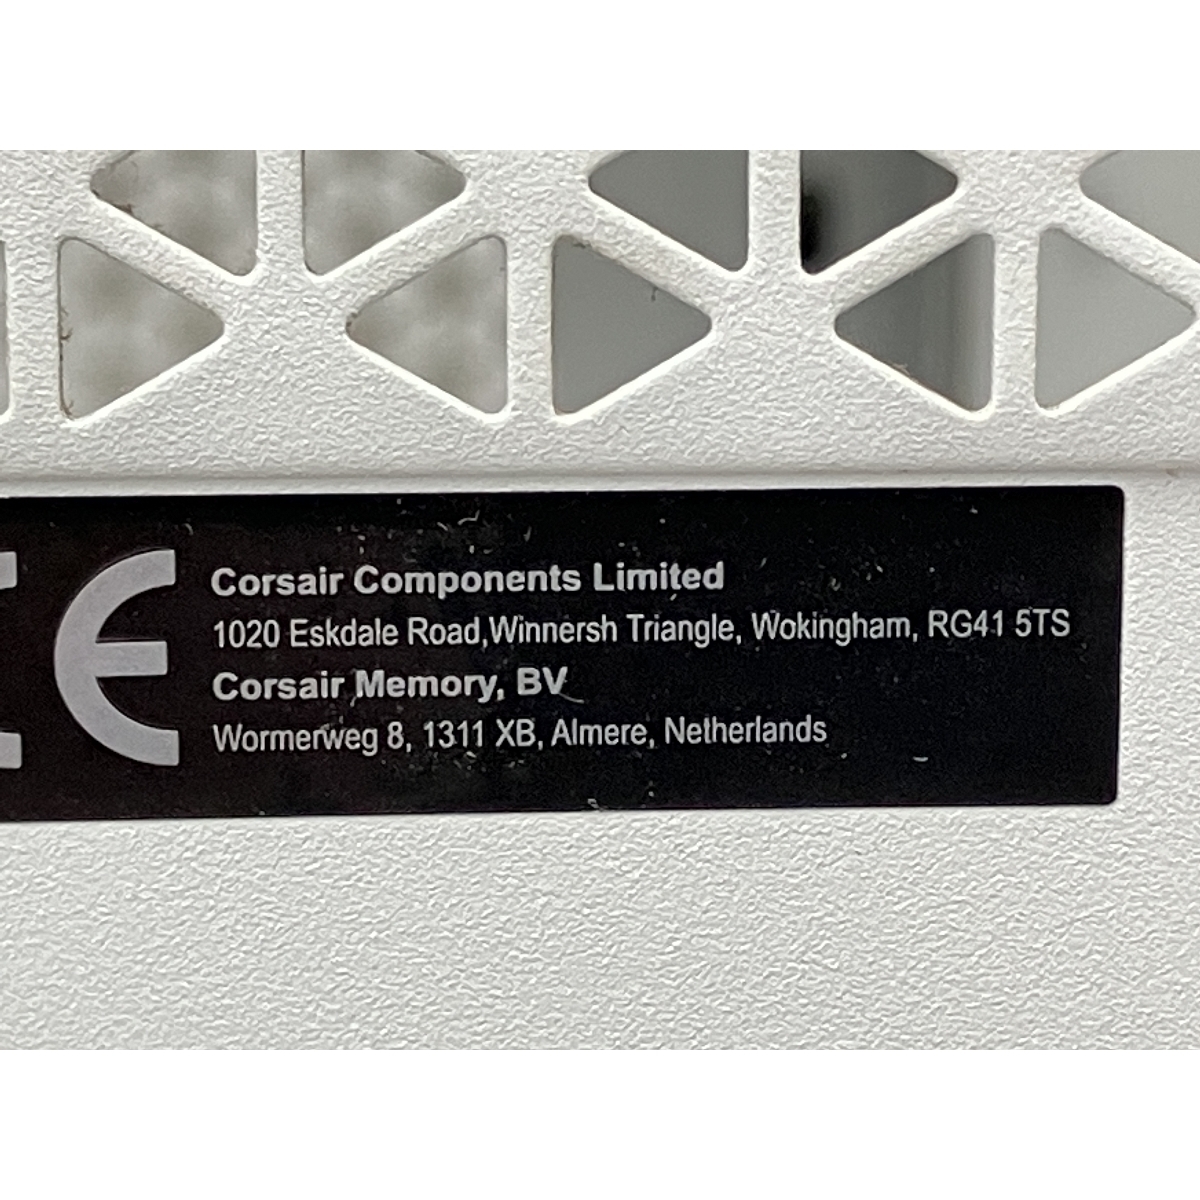 CE
Corsair Components Limited
1020 Eskdale Road,Winnersh Triangle, Wokingham, RG41 5TS
Corsair Memory, BV
Wormerweg 8, 1311 XB, Almere, Netherlands